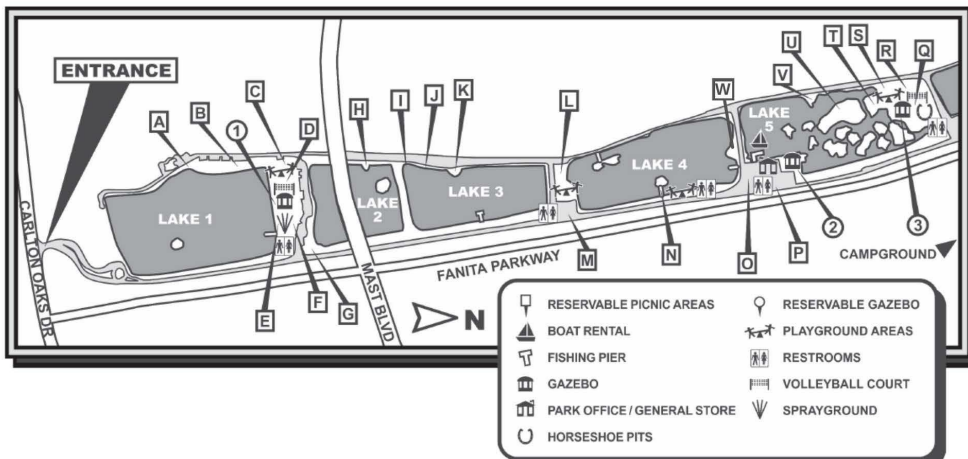 ENTRANCE
A
B
1
C
D
H
I
J
K
L
W
V
U
T
S
R
Q
LAKE 1
LAKE
2
LAKE 3
LAKE 4
LAKE
5
E
F
G
M
N
O
P
2
3
CARLTON OAKS DR
MAST BLVD
FANITA PARKWAY
CAMPGROUND
N
RESERVABLE PICNIC AREAS
BOAT RENTAL
FISHING PIER
GAZEBO
PARK OFFICE / GENERAL STORE
HORSESHOE PITS
RESERVABLE GAZEBO
PLAYGROUND AREAS
RESTROOMS
VOLLEYBALL COURT
SPRAYGROUND